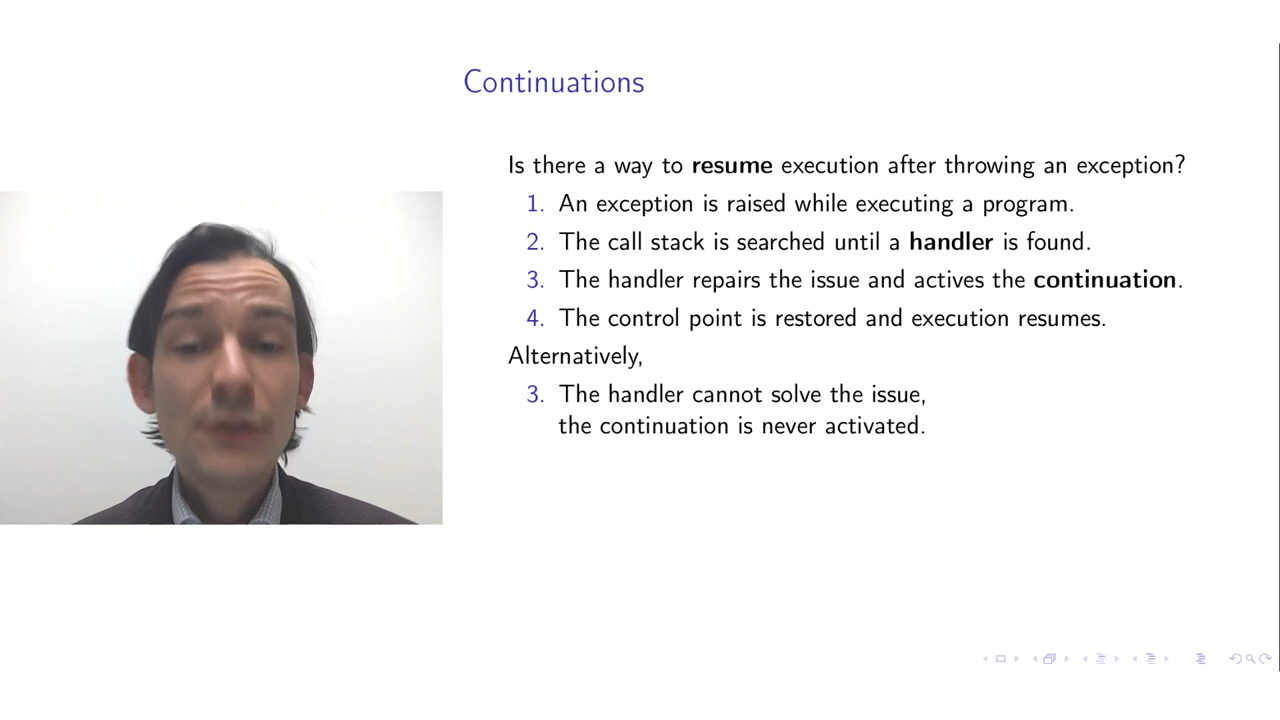 Continuations
Is there a way to resume execution after throwing an exception?
1. An exception is raised while executing a program.
2. The call stack is searched until a handler is found.
3. The handler repairs the issue and actives the continuation.
4. The control point is restored and execution resumes.
Alternatively,
3. The handler cannot solve the issue,
the continuation is never activated.